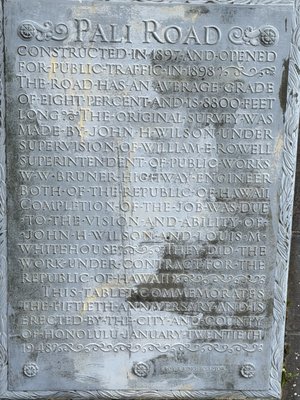 PALI ROAD
CONSTRUCTED·IN·1897·AND·OPENED
FOR·PUBLIC·TRAFFIC·IN·1898
THE·ROAD·HAS·AN·AVERAGE·GRADE
OF·EIGHT·PERCENT·AND·IS·8800·FEET
LONG THE·ORIGINAL·SURVEY·WAS
MADE·BY·JOHN·H·WILSON·UNDER
SUPERVISION·OF·WILLIAM·E·ROWELL
SUPERINTENDENT·OF·PUBLIC·WORKS
W·W·BRUNER·HIGHWAY·ENGINEER
BOTH·OF·THE·REPUBLIC·OF·HAWAII
COMPLETION·OF·THE·JOB·WAS·DUE
TO·THE·VISION·AND·ABILITY·OF
JOHN·H·WILSON·AND·LOUIS·M·
WHITEHOUSE THEY·DID·THE
WORK·UNDER·CONTRACT·FOR·THE
REPUBLIC·OF·HAWAII
THIS·TABLET·COMMEMORATES
THE·FIFTIETH·ANNIVERSARY·AND·IS
ERECTED·BY·THE·CITY·AND·COUNTY
OF·HONOLULU·JANUARY·TWENTIETH
1948